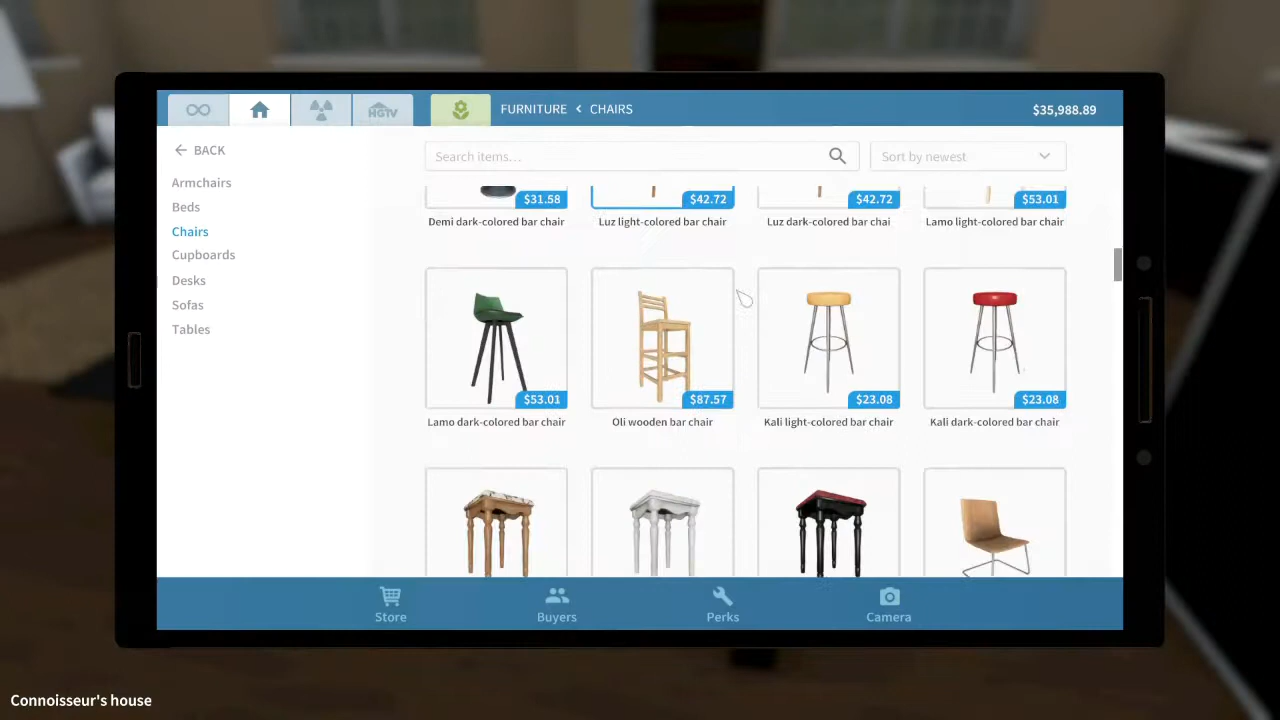 HGTV
FURNITURE < CHAIRS
$35,988.89
BACK
Search items...
Sort by newest
Armchairs
Beds
Chairs
Cupboards
Desks
Sofas
Tables
$31.58
$42.72
$42.72
$53.01
Demi dark-colored bar chair
Luz light-colored bar chair
Luz dark-colored bar chai
Lamo light-colored bar chair
$53.01
$87.57
$23.08
$23.08
Lamo dark-colored bar chair
Oli wooden bar chair
Kali light-colored bar chair
Kali dark-colored bar chair
Store
Buyers
Perks
Camera
Connoisseur's house